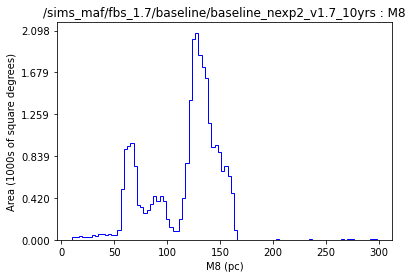 /sims_maf/fbs_1.7/baseline/baseline_nexp2_v1.7_10yrs : M8
2.098
1.679
1.259
0.839
0.420
0.000
Area (1000s of square degrees)
0 50 100 150 200 250 300
M8 (pc)